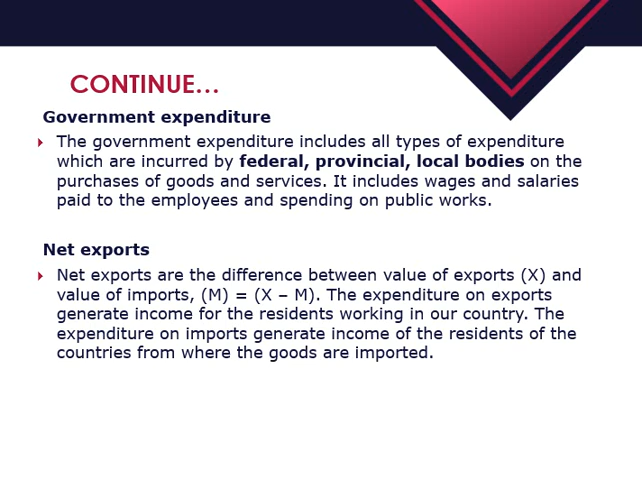 CONTINUE...
Government expenditure
The government expenditure includes all types of expenditure
which are incurred by federal, provincial, local bodies on the
purchases of goods and services. It includes wages and salaries
paid to the employees and spending on public works.
Net exports
Net exports are the difference between value of exports (X) and
value of imports, (M) = (X – M). The expenditure on exports
generate income for the residents working in our country. The
expenditure on imports generate income of the residents of the
countries from where the goods are imported.